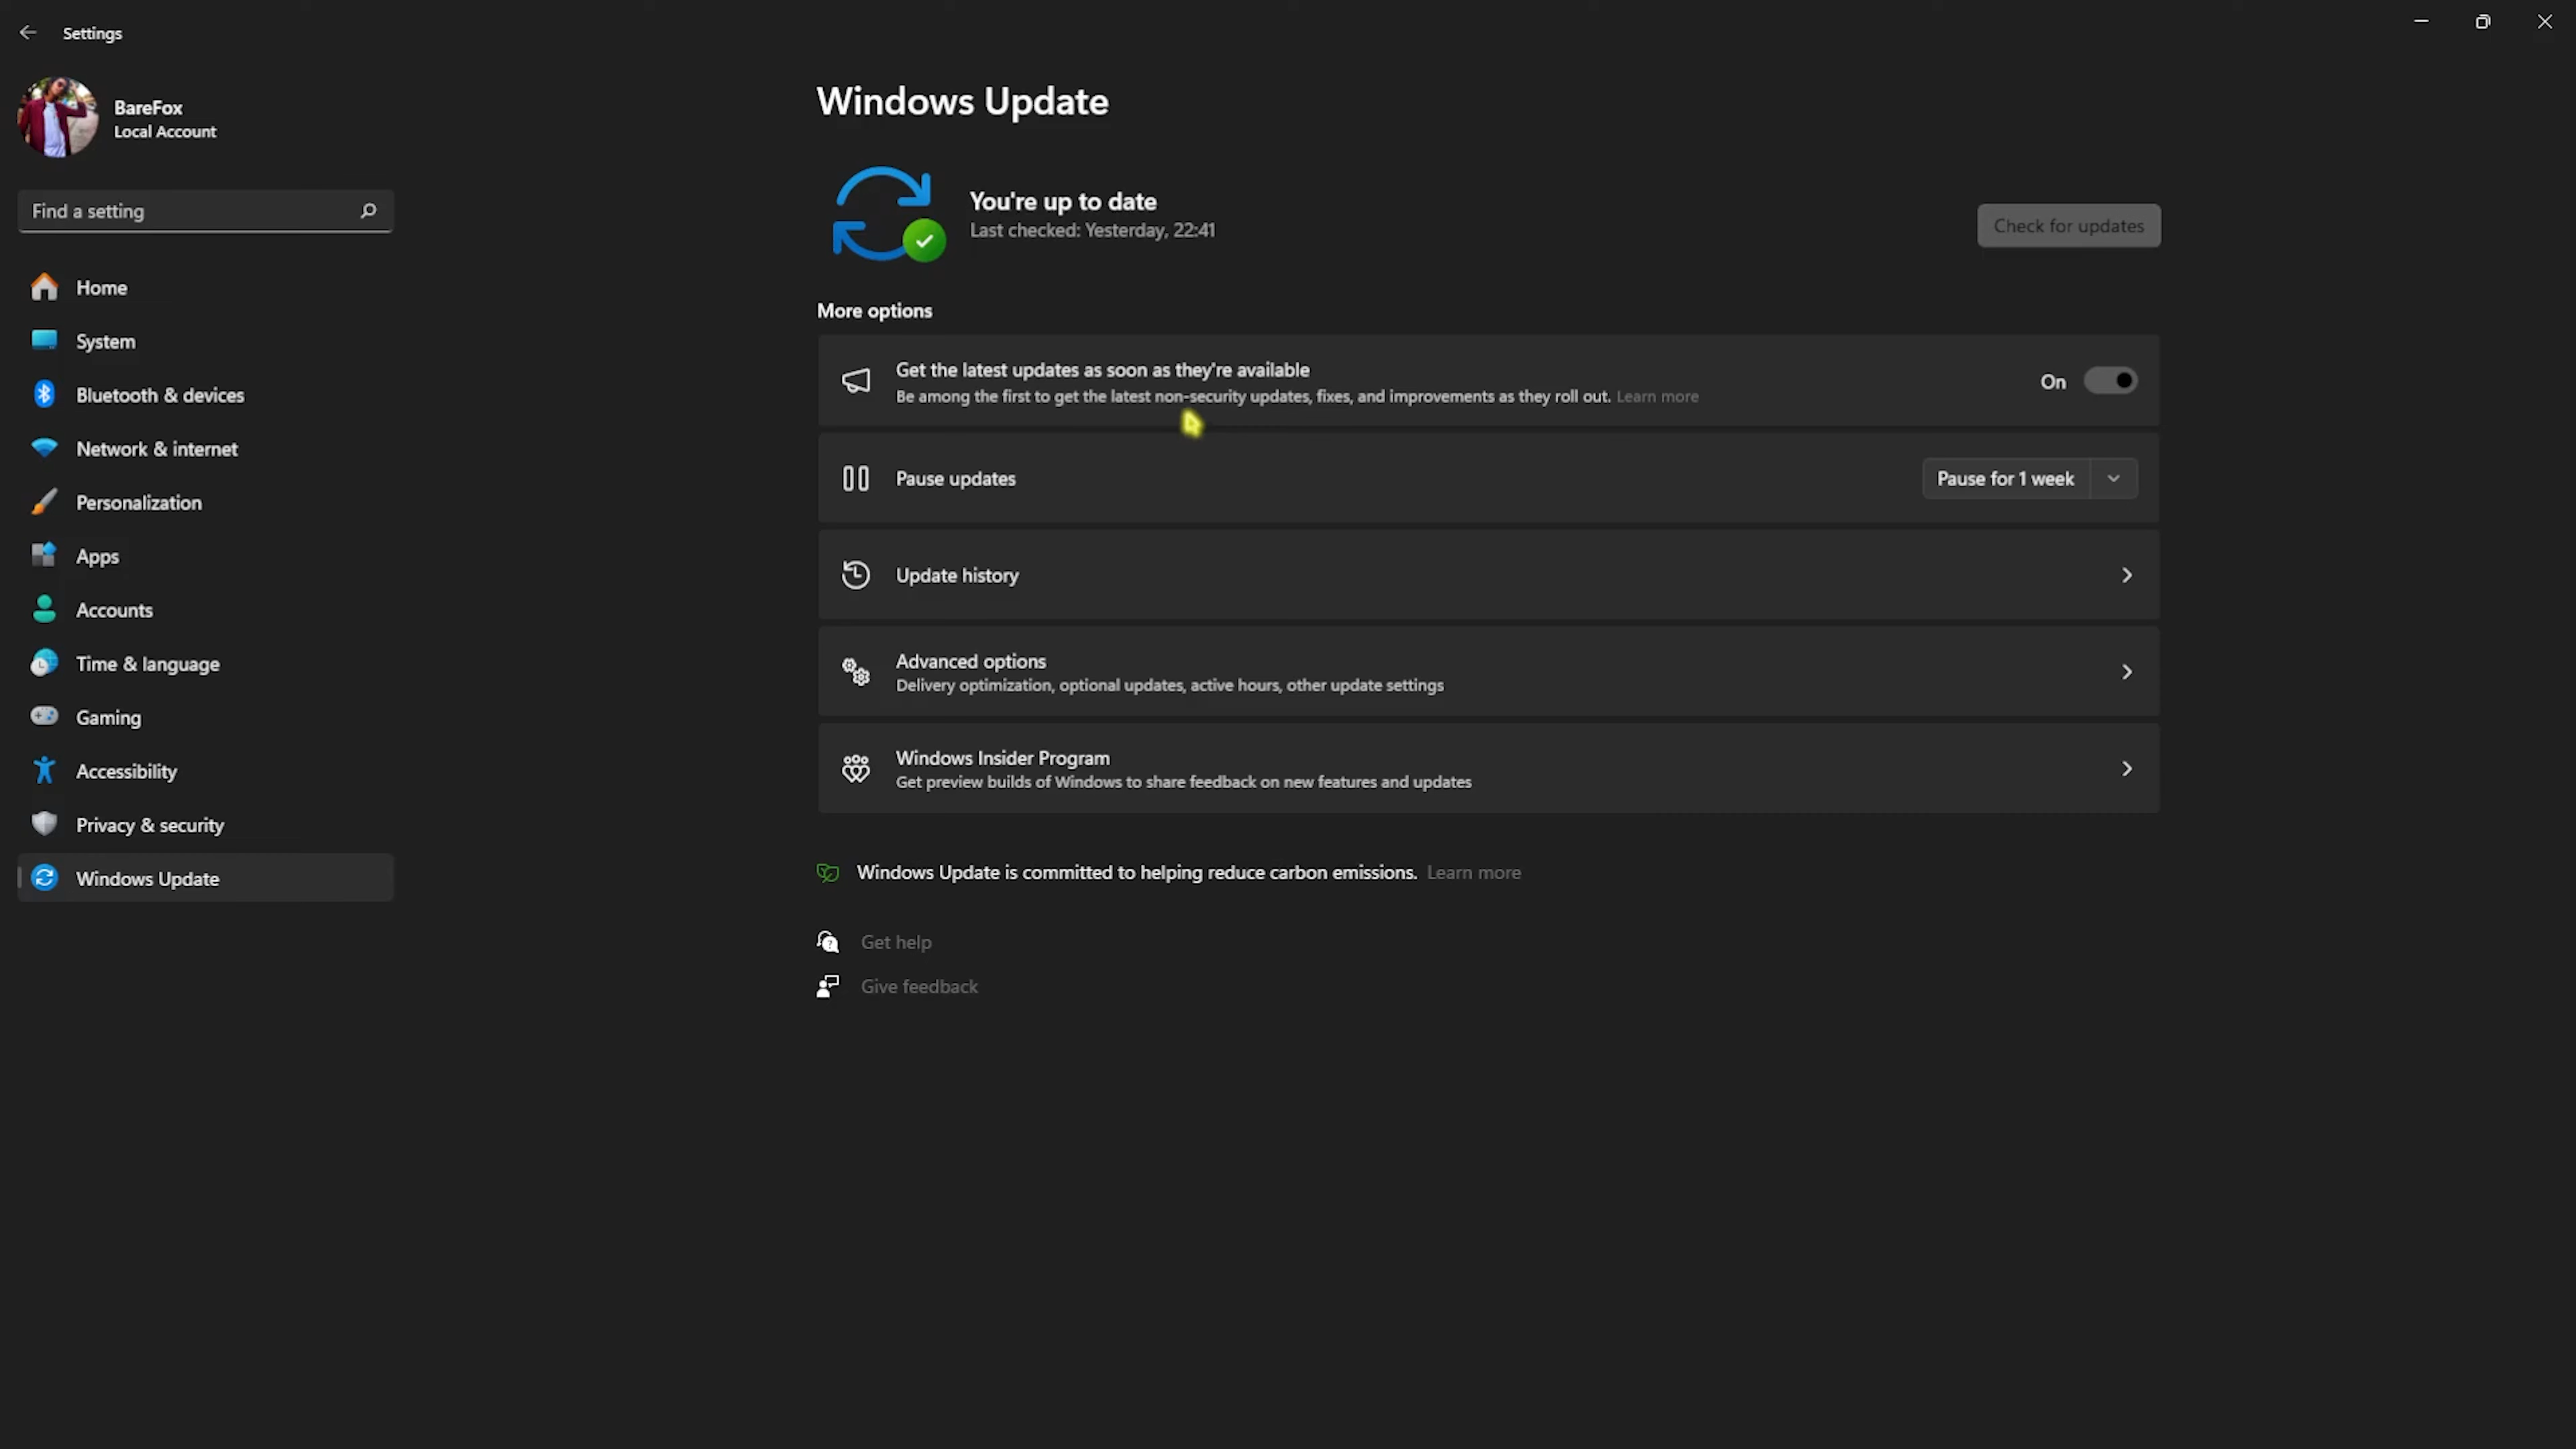 Settings
BareFox
Local Account
Find a setting
Home
System
Bluetooth & devices
Network & internet
Personalization
Apps
Accounts
Time & language
Gaming
Accessibility
Privacy & security
Windows Update
Windows Update
You're up to date
Last checked: Yesterday, 22:41
Check for updates
More options
Get the latest updates as soon as they're available
Be among the first to get the latest non-security updates, fixes, and improvements as they roll out. Learn more
On
Pause updates
Pause for 1 week
Update history
Advanced options
Delivery optimization, optional updates, active hours, other update settings
Windows Insider Program
Get preview builds of Windows to share feedback on new features and updates
Windows Update is committed to helping reduce carbon emissions. Learn more
Get help
Give feedback